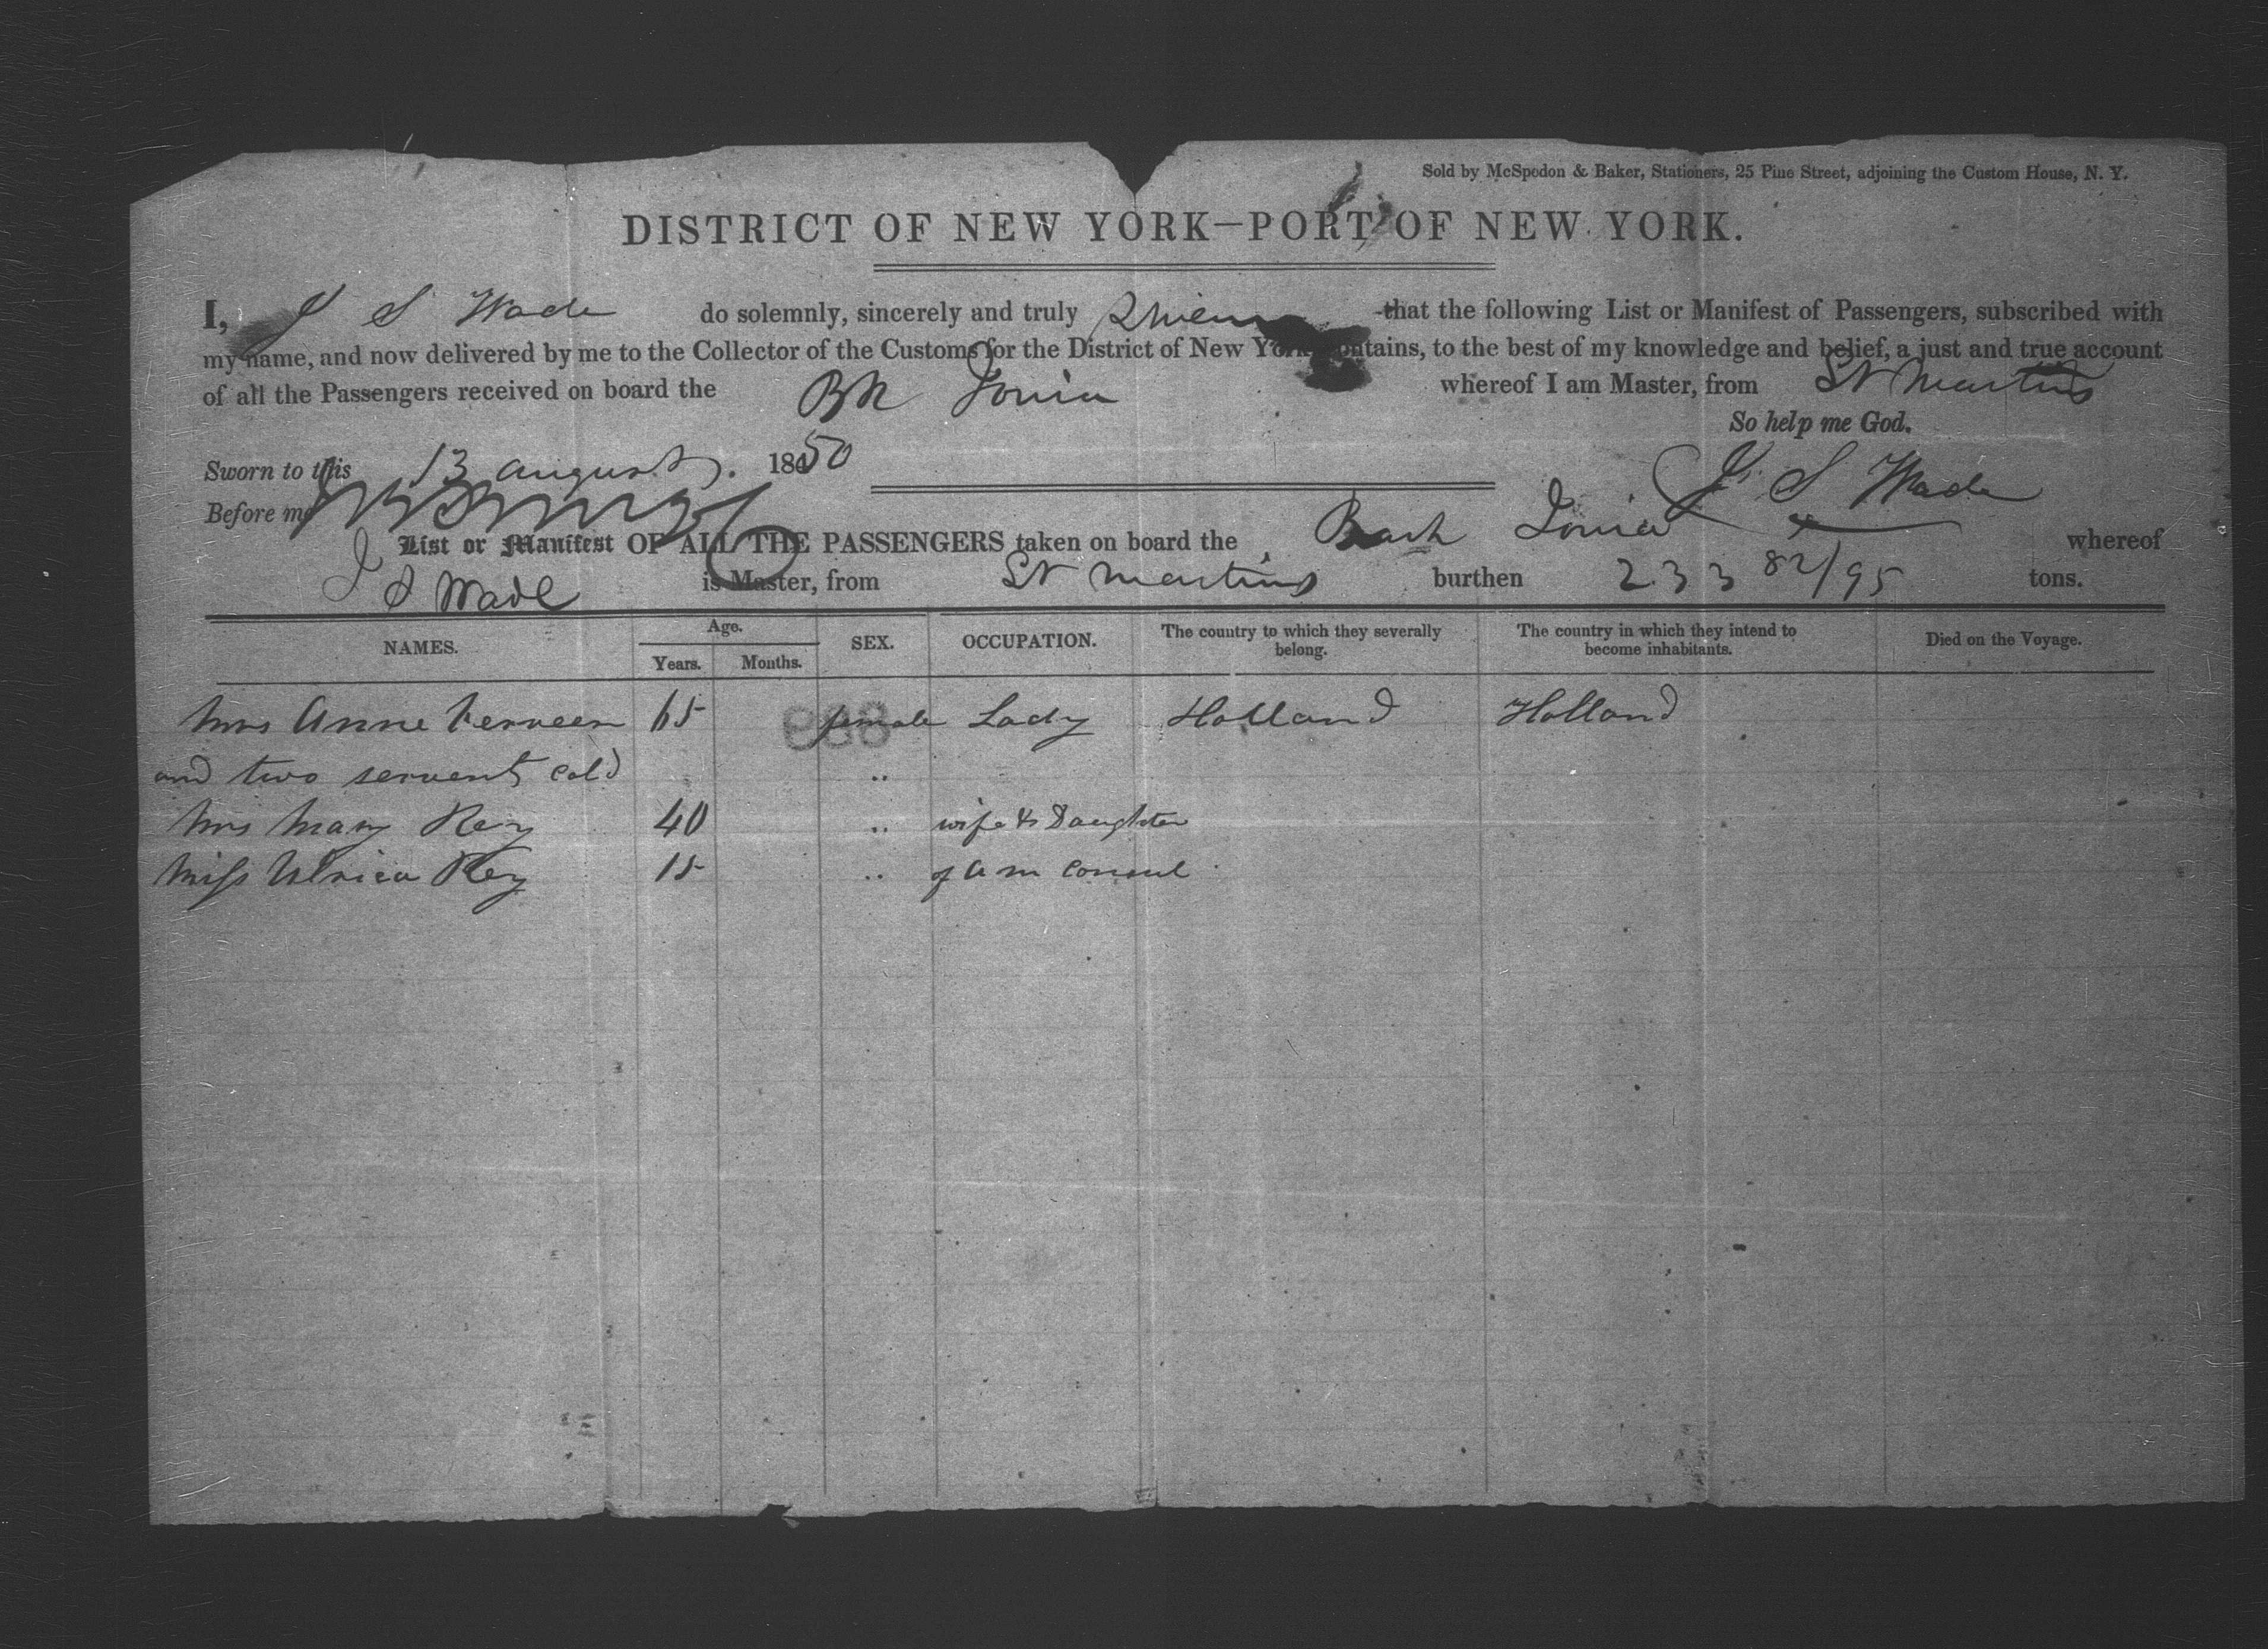 Sold by McSpedon & Baker, Stationers, 25 Pine Street, adjoining the Custom House, N. Y.
DISTRICT OF NEW YORK—PORT OF NEW YORK.
I, J S Wade do solemnly, sincerely and truly that the following List or Manifest of Passengers, subscribed with
my name, and now delivered by me to the Collector of the Customs for the District of New York contains, to the best of my knowledge and belief, a just and true account
of all the Passengers received on board the Bk Ionia whereof I am Master, from St Martins
So help me God.
Sworn to this 13 august 1850 J S Wade
Before me
List or Manifest OF ALL THE PASSENGERS taken on board the Bark Ionia whereof
J S Wade is Master, from St Martins burthen 233 82/95 tons.
NAMES. Age. Years. Months. SEX. OCCUPATION. The country to which they severally belong. The country in which they intend to become inhabitants. Died on the Voyage.
Mrs Anne 65 female Lady Holland Holland
and two servent cold "
Mrs Mary Rey 40 " wife & Daughter
Miss Ulrica Rey 15 " of am consul